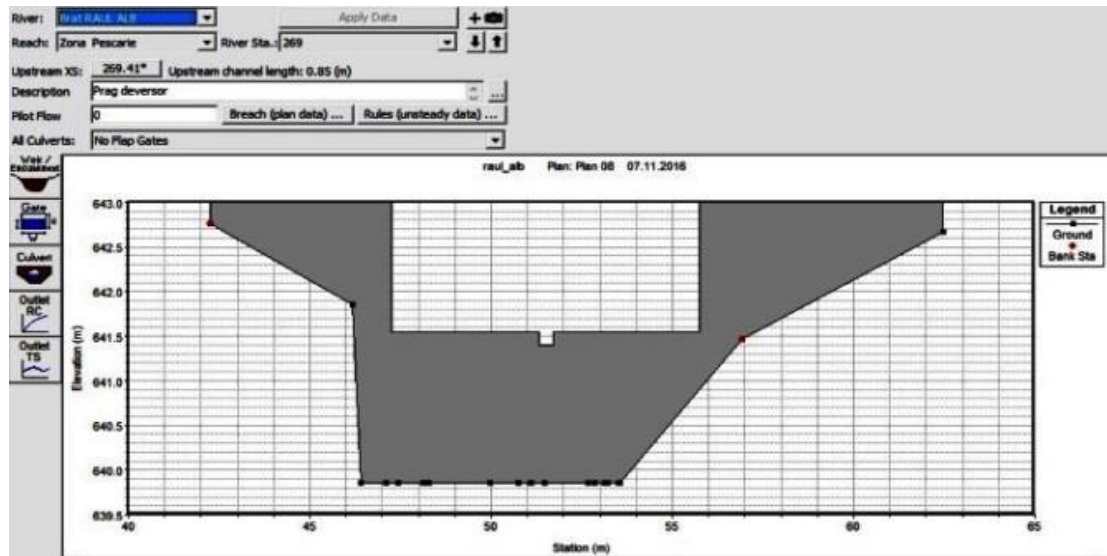 River: Brat RAUL ALB Apply Data
Reach: Zona Pescarie River Sta.: 269
Upstream XS: 269.41* Upstream channel length: 0.85 (m)
Description Prag deversor ...
Pilot Flow 0 Breach (plan data) ... Rules (unsteady data) ...
All Culverts: No Flap Gates
Weir /
Embankment
Gate
Culvert
Outlet
RC
Outlet
TS
raul_alb Plan: Plan 08 07.11.2016
643.0
642.5
642.0
641.5
641.0
640.5
640.0
639.5
Elevation (m)
40 45 50 55 60 65
Station (m)
Legend
Ground
Bank Sta